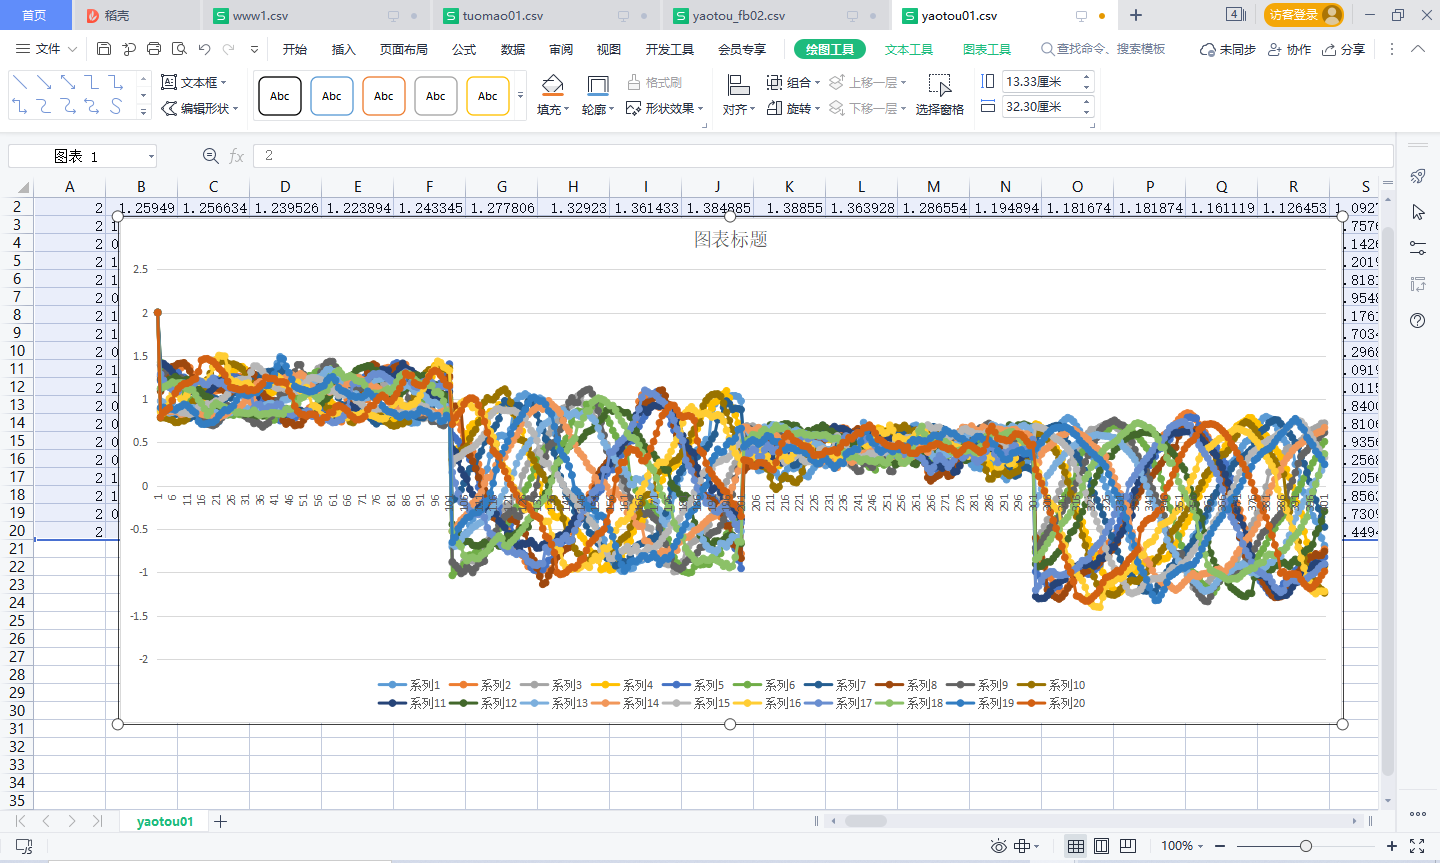 首页 稻壳 www1.csv tuomao01.csv yaotou_fb02.csv yaotou01.csv 4 访客登录
文件 开始 插入 页面布局 公式 数据 审阅 视图 开发工具 会员专享 绘图工具 文本工具 图表工具 查找命令、搜索模板 未同步 协作 分享
文本框 Abc Abc Abc Abc Abc 格式刷 组合 上移一层 13.33厘米
编辑形状 填充 轮廓 形状效果 对齐 旋转 下移一层 选择窗格 32.30厘米
图表 1 fx 2
A B C D E F G H I J K L M N O P Q R S
2 2 1.25949 1.256634 1.239526 1.223894 1.243345 1.277806 1.32923 1.361433 1.384885 1.38855 1.363928 1.286554 1.194894 1.181674 1.181874 1.161119 1.126453 1.0927
3 2 1 .7576
4 2 0 .1426
5 2 1 .2019
6 2 1 .8181
7 2 0 .9548
8 2 1 .1761
9 2 1 .7034
10 2 0 .2968
11 2 1 .0919
12 2 1 .0115
13 2 0 .8400
14 2 0 .8106
15 2 0 .9356
16 2 0 .2568
17 2 1 .2056
18 2 1 .8563
19 2 0 .7309
20 2 .4494
21
22
23
24
25
26
27
28
29
30
31
32
33
34
35
图表标题
2.5
2
1.5
1
0.5
0
-0.5
-1
-1.5
-2
1 6 11 16 21 26 31 36 41 46 51 56 61 66 71 76 81 86 91 96 206 211 216 221 226 231 236 241 246 251 256 261 266 271 276 281 286 291 296
系列1 系列2 系列3 系列4 系列5 系列6 系列7 系列8 系列9 系列10
系列11 系列12 系列13 系列14 系列15 系列16 系列17 系列18 系列19 系列20
yaotou01
100%